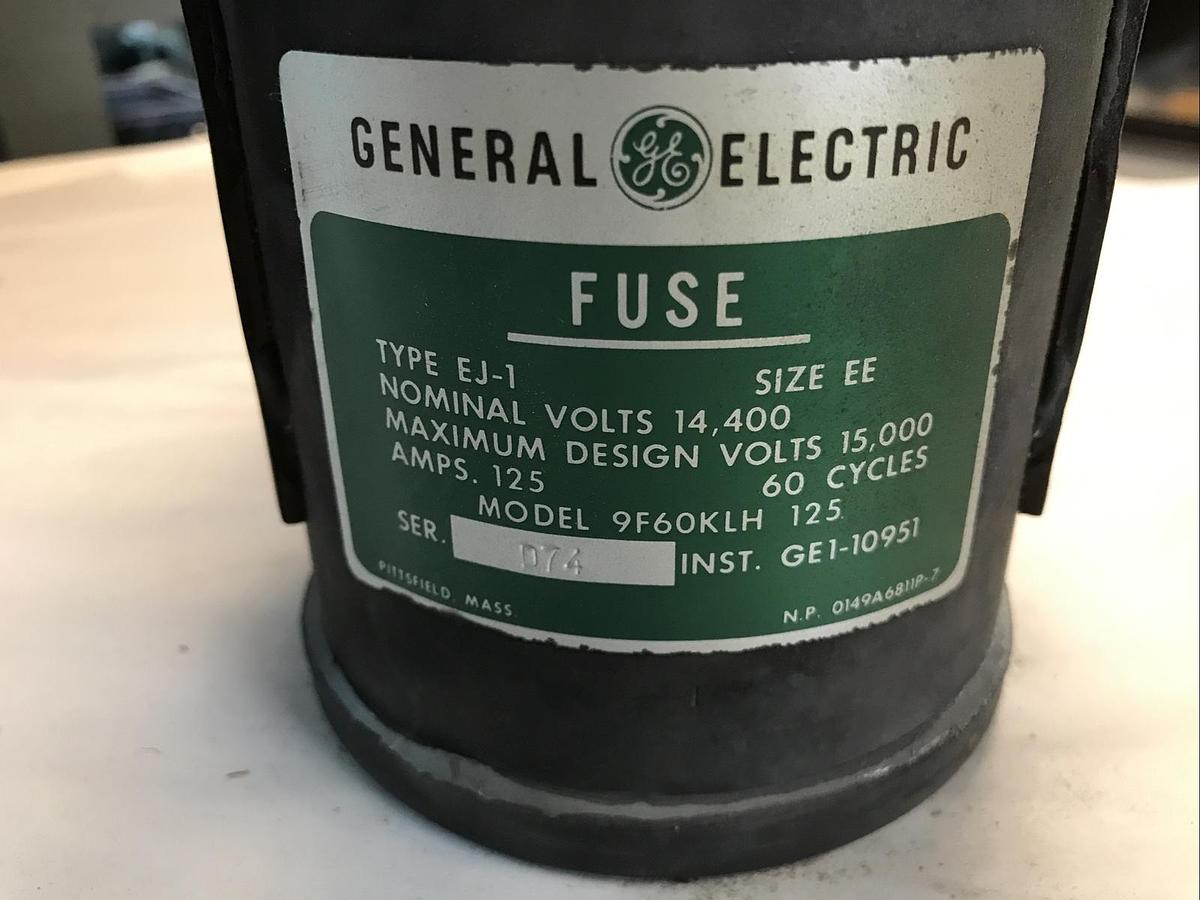 GENERAL GE ELECTRIC
FUSE
TYPE EJ-1 SIZE EE
NOMINAL VOLTS 14,400
MAXIMUM DESIGN VOLTS 15,000
AMPS. 125 60 CYCLES
MODEL 9F60KLH 125
SER. D74 INST. GE1-10951
PITTSFIELD, MASS. N.P. 0149A6811P-7